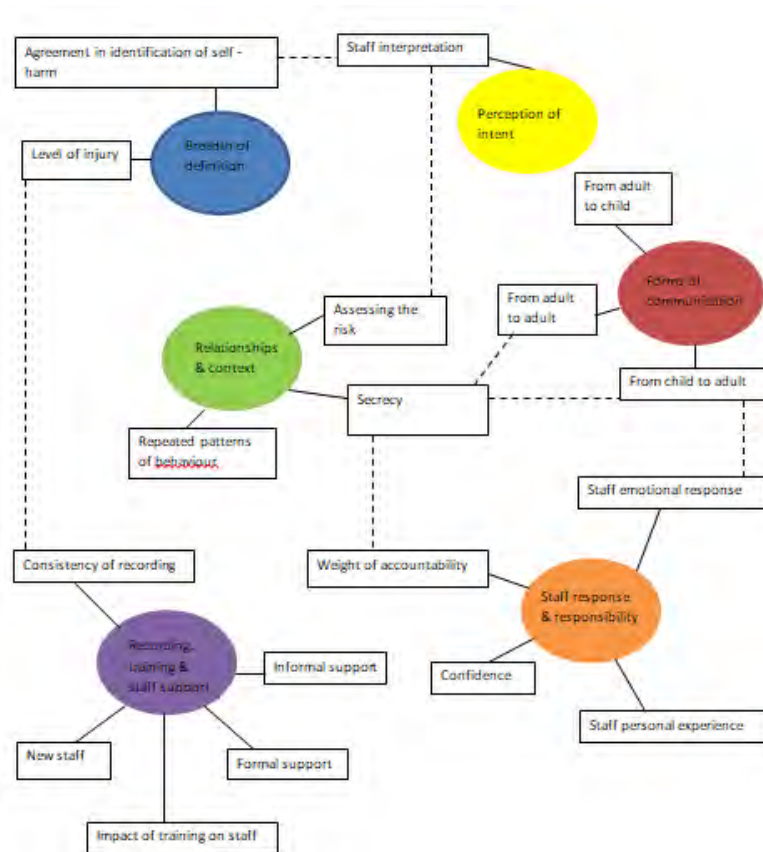 Agreement in identification of self -
harm
Staff interpretation
Perception of
intent
Breadth of
definition
Level of injury
From adult
to child
Forms of
communication
From adult
to adult
Assessing the
risk
Relationships
& context
From child to adult
Secrecy
Repeated patterns
of behaviour
Staff emotional response
Consistency of recording
Weight of accountability
Staff response
& responsibility
Recording,
training &
staff support
Informal support
Confidence
Staff personal experience
New staff
Formal support
Impact of training on staff